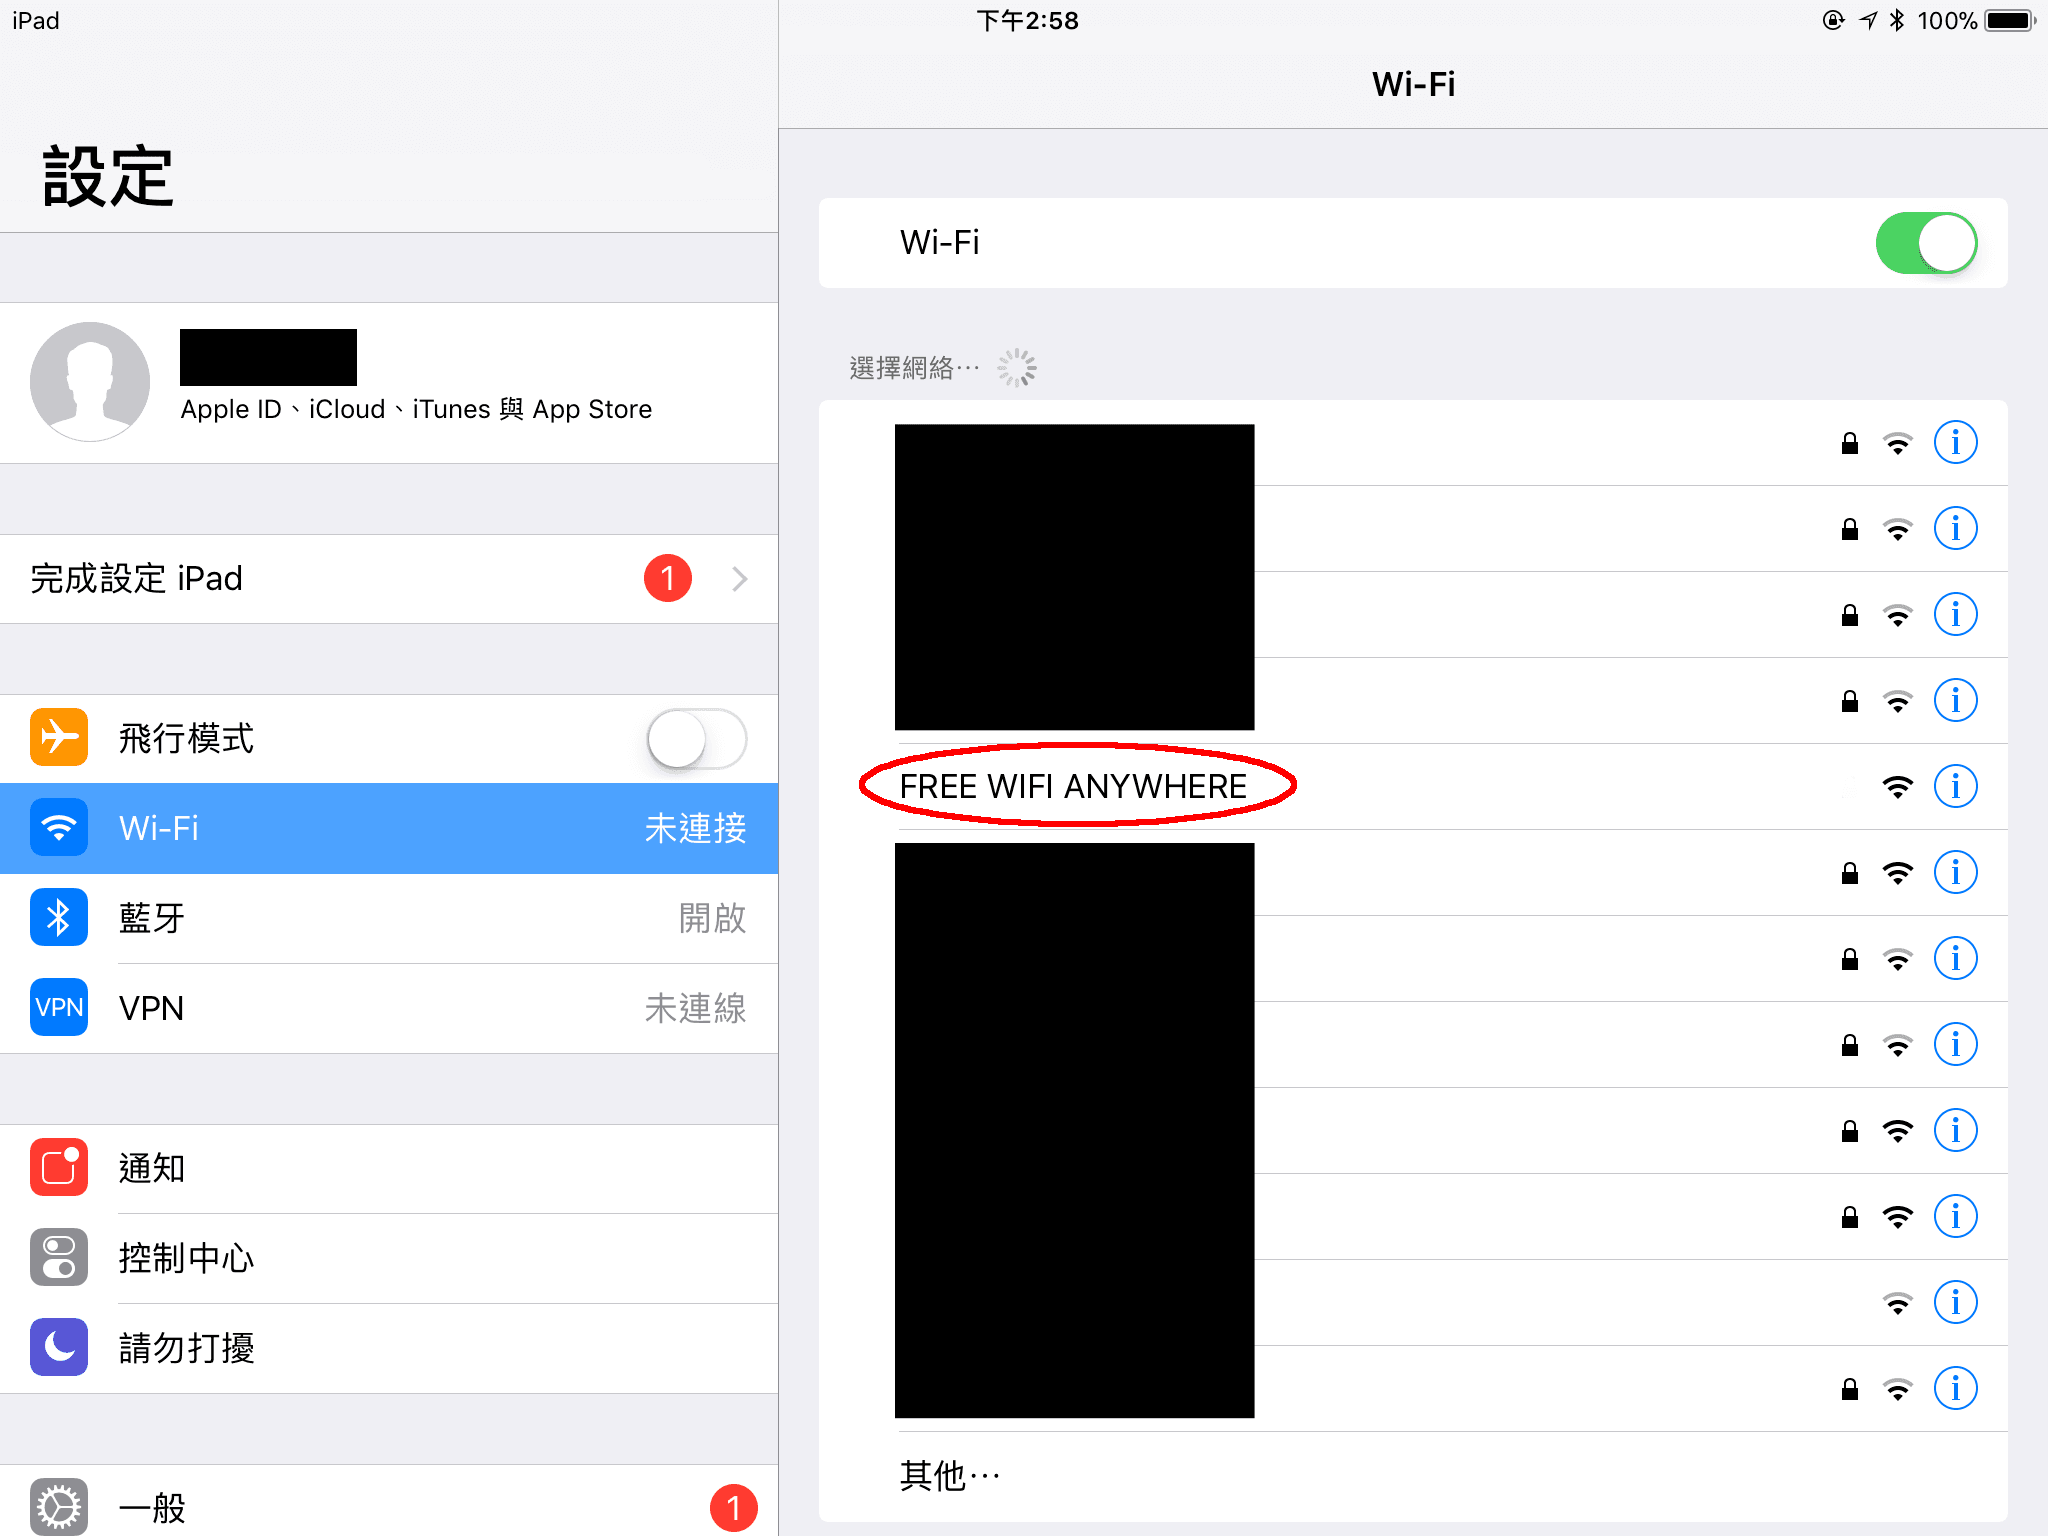 iPad
下午2:58
100%
設定
Wi-Fi
Apple ID、iCloud、iTunes 與 App Store
完成設定 iPad
1
飛行模式
Wi-Fi
未連接
藍牙
開啟
VPN
VPN
未連線
通知
控制中心
請勿打擾
一般
1
Wi-Fi
選擇網絡…
FREE WIFI ANYWHERE
其他…